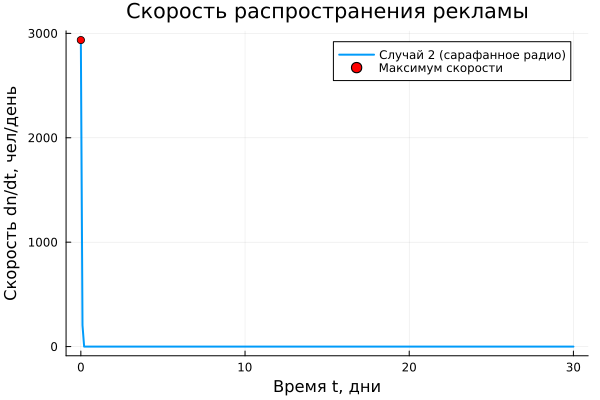 Скорость распространения рекламы
Скорость dn/dt, чел/день
3000
2000
1000
0
Случай 2 (сарафанное радио)
Максимум скорости
0
10
20
30
Время t, дни